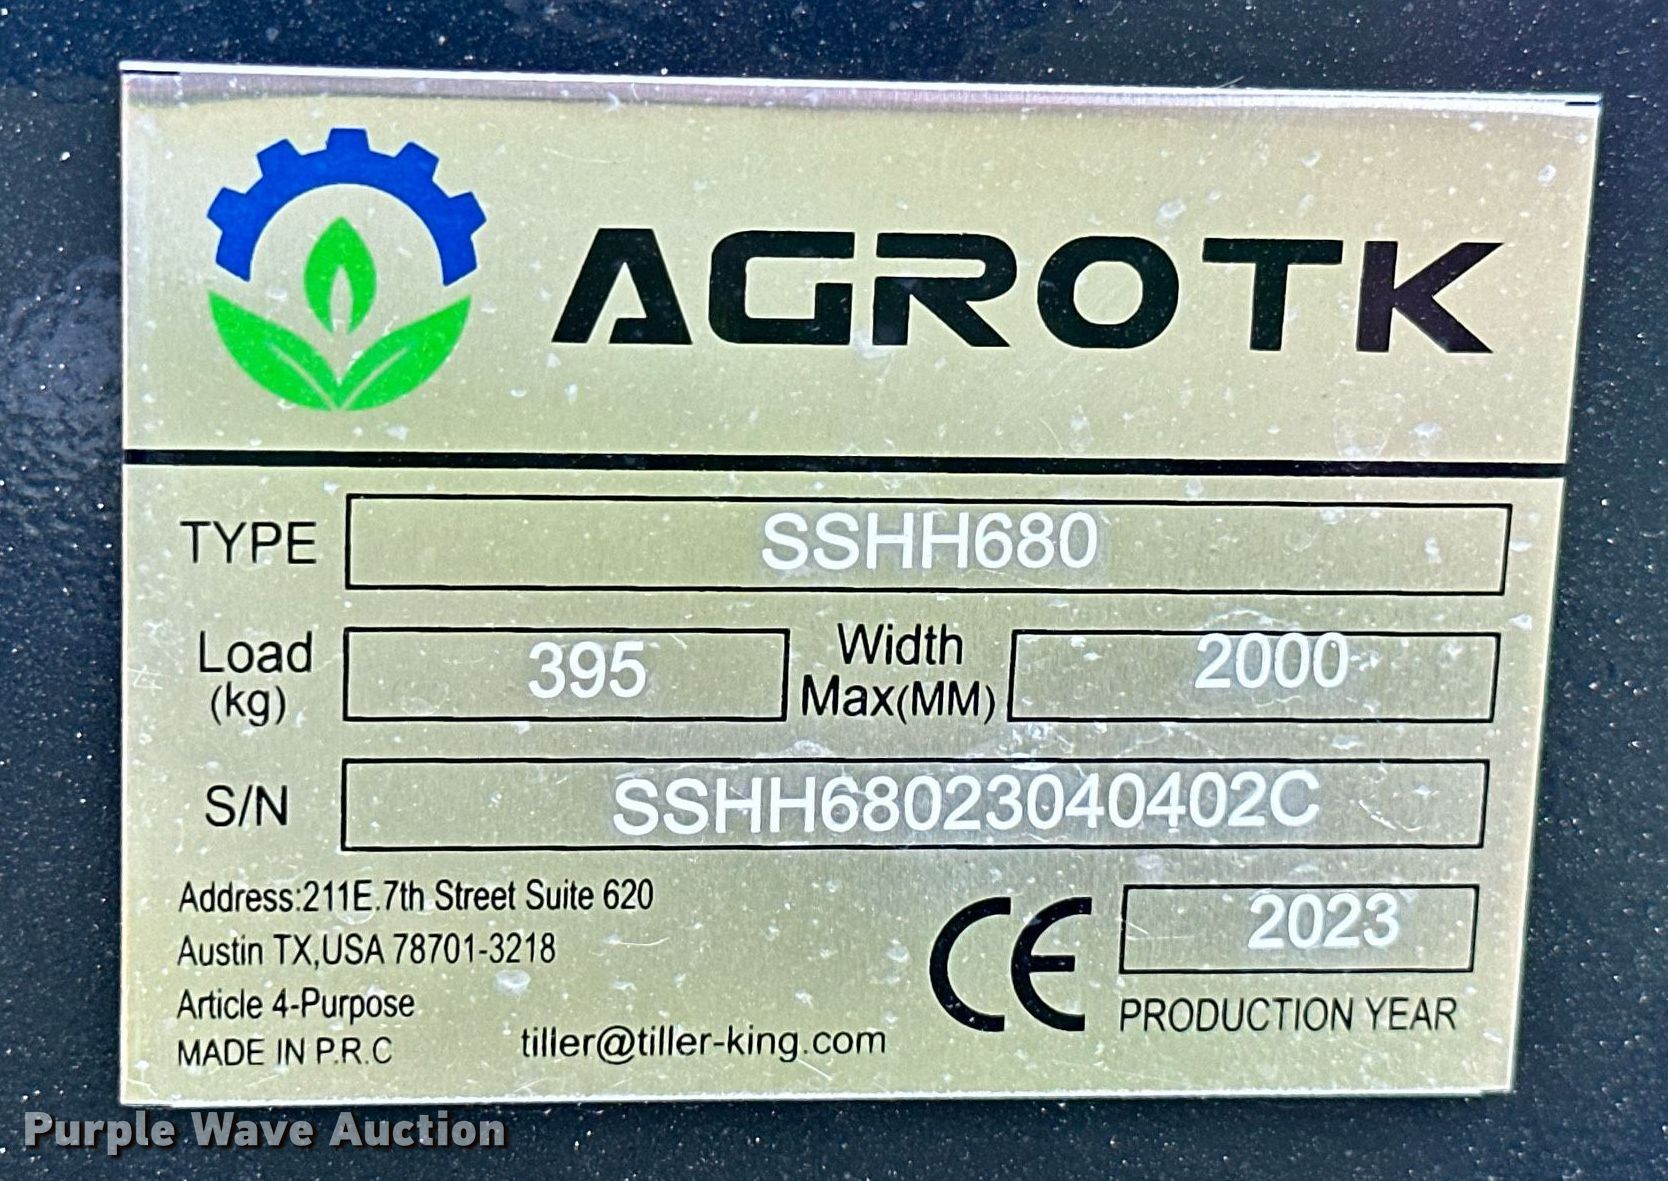 AGROTK
TYPE SSHH680
Load (kg) 395 Width Max(MM) 2000
S/N SSHH68023040402C
Address:211E.7th Street Suite 620
Austin TX,USA 78701-3218
Article 4-Purpose
MADE IN P.R.C
tiller@tiller-king.com
CE
2023
PRODUCTION YEAR
Purple Wave Auction